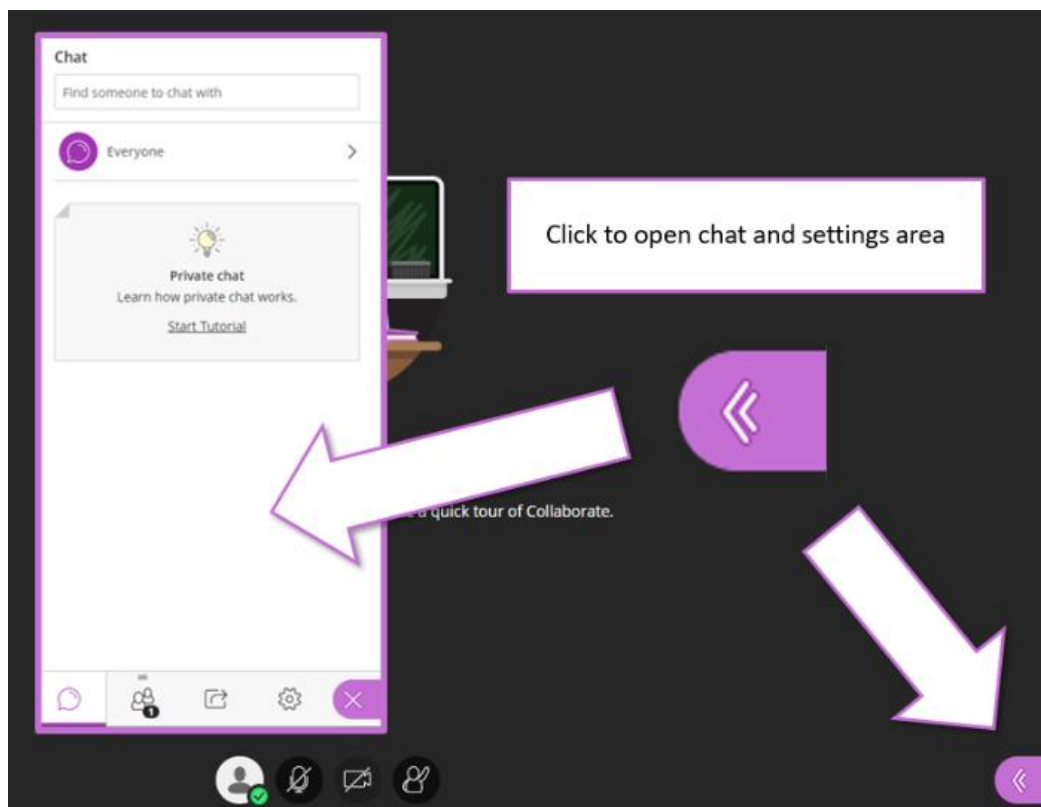 Chat
Find someone to chat with
Everyone
Private chat
Learn how private chat works.
Start Tutorial
1
Click to open chat and settings area
a quick tour of Collaborate.